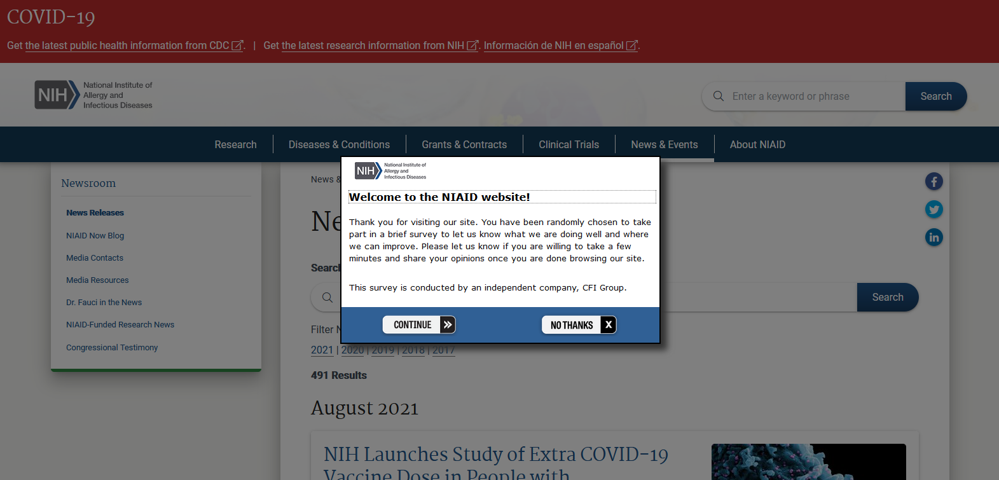 COVID-19
Get the latest public health information from CDC. | Get the latest research information from NIH. Información de NIH en español.
NIH National Institute of
Allergy and
Infectious Diseases
Enter a keyword or phrase
Search
Research
Diseases & Conditions
Grants & Contracts
Clinical Trials
News & Events
About NIAID
Newsroom
News Releases
NIAID Now Blog
Media Contacts
Media Resources
Dr. Fauci in the News
NIAID-Funded Research News
Congressional Testimony
News &
Ne
NIH National Institute of
Allergy and
Infectious Diseases
Welcome to the NIAID website!
Thank you for visiting our site. You have been randomly chosen to take
part in a brief survey to let us know what we are doing well and where
we can improve. Please let us know if you are willing to take a few
minutes and share your opinions once you are done browsing our site.
This survey is conducted by an independent company, CFI Group.
CONTINUE
NO THANKS X
Search
Search
Filter N
2021 | 2020 | 2019 | 2018 | 2017
491 Results
August 2021
NIH Launches Study of Extra COVID-19
Vaccine Dose in People with